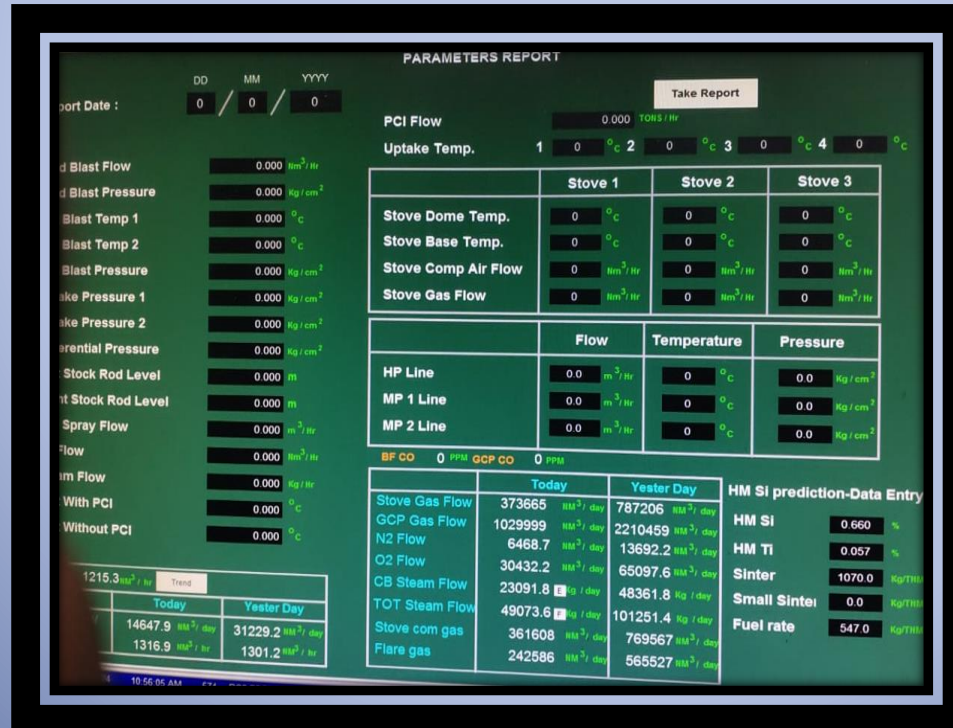 PARAMETERS REPORT
DD MM YYYY
port Date : 0 / 0 / 0
Take Report
PCI Flow 0.000 TONS / Hr
Uptake Temp. 1 0 °C 2 0 °C 3 0 °C 4 0 °C
d Blast Flow 0.000 Nm³/ Hr
d Blast Pressure 0.000 Kg / cm²
Blast Temp 1 0.000 °C
Blast Temp 2 0.000 °C
Blast Pressure 0.000 Kg / cm²
ake Pressure 1 0.000 Kg / cm²
ake Pressure 2 0.000 Kg / cm²
erential Pressure 0.000 Kg / cm²
Stock Rod Level 0.000 m
nt Stock Rod Level 0.000 m
Spray Flow 0.000 m³/ Hr
Flow 0.000 Nm³/ Hr
am Flow 0.000 Kg / Hr
With PCI 0.000 °C
Without PCI 0.000 °C
Stove 1 Stove 2 Stove 3
Stove Dome Temp. 0 °C 0 °C 0 °C
Stove Base Temp. 0 °C 0 °C 0 °C
Stove Comp Air Flow 0 Nm³/ Hr 0 Nm³/ Hr 0 Nm³/ Hr
Stove Gas Flow 0 Nm³/ Hr 0 Nm³/ Hr 0 Nm³/ Hr
Flow Temperature Pressure
HP Line 0.0 m³/ Hr 0 °C 0.0 Kg / cm²
MP 1 Line 0.0 m³/ Hr 0 °C 0.0 Kg / cm²
MP 2 Line 0.0 m³/ Hr 0 °C 0.0 Kg / cm²
BF CO 0 PPM GCP CO 0 PPM
Today Yester Day
Stove Gas Flow 373665 NM³/ day 787206 NM³/ day
GCP Gas Flow 1029999 NM³/ day 2210459 NM³/ day
N2 Flow 6468.7 NM³/ day 13692.2 NM³/ day
O2 Flow 30432.2 NM³/ day 65097.6 NM³/ day
CB Steam Flow 23091.8 E Kg / day 48361.8 Kg / day
TOT Steam Flow 49073.6 F Kg / day 101251.4 Kg / day
Stove com gas 361608 NM³/ day 769567 NM³/ day
Flare gas 242586 NM³/ day 565527 NM³/ day
HM SI prediction-Data Entry
HM SI 0.660 %
HM Ti 0.057 %
Sinter 1070.0 Kg/THM
Small Sinter 0.0 Kg/THM
Fuel rate 547.0 Kg/THM
1215.3 NM³ / hr Trend
Today Yester Day
14647.9 NM³/ day 31229.2 NM³/ day
1316.9 NM³ / hr 1301.2 NM³ / hr
10:56:05 AM